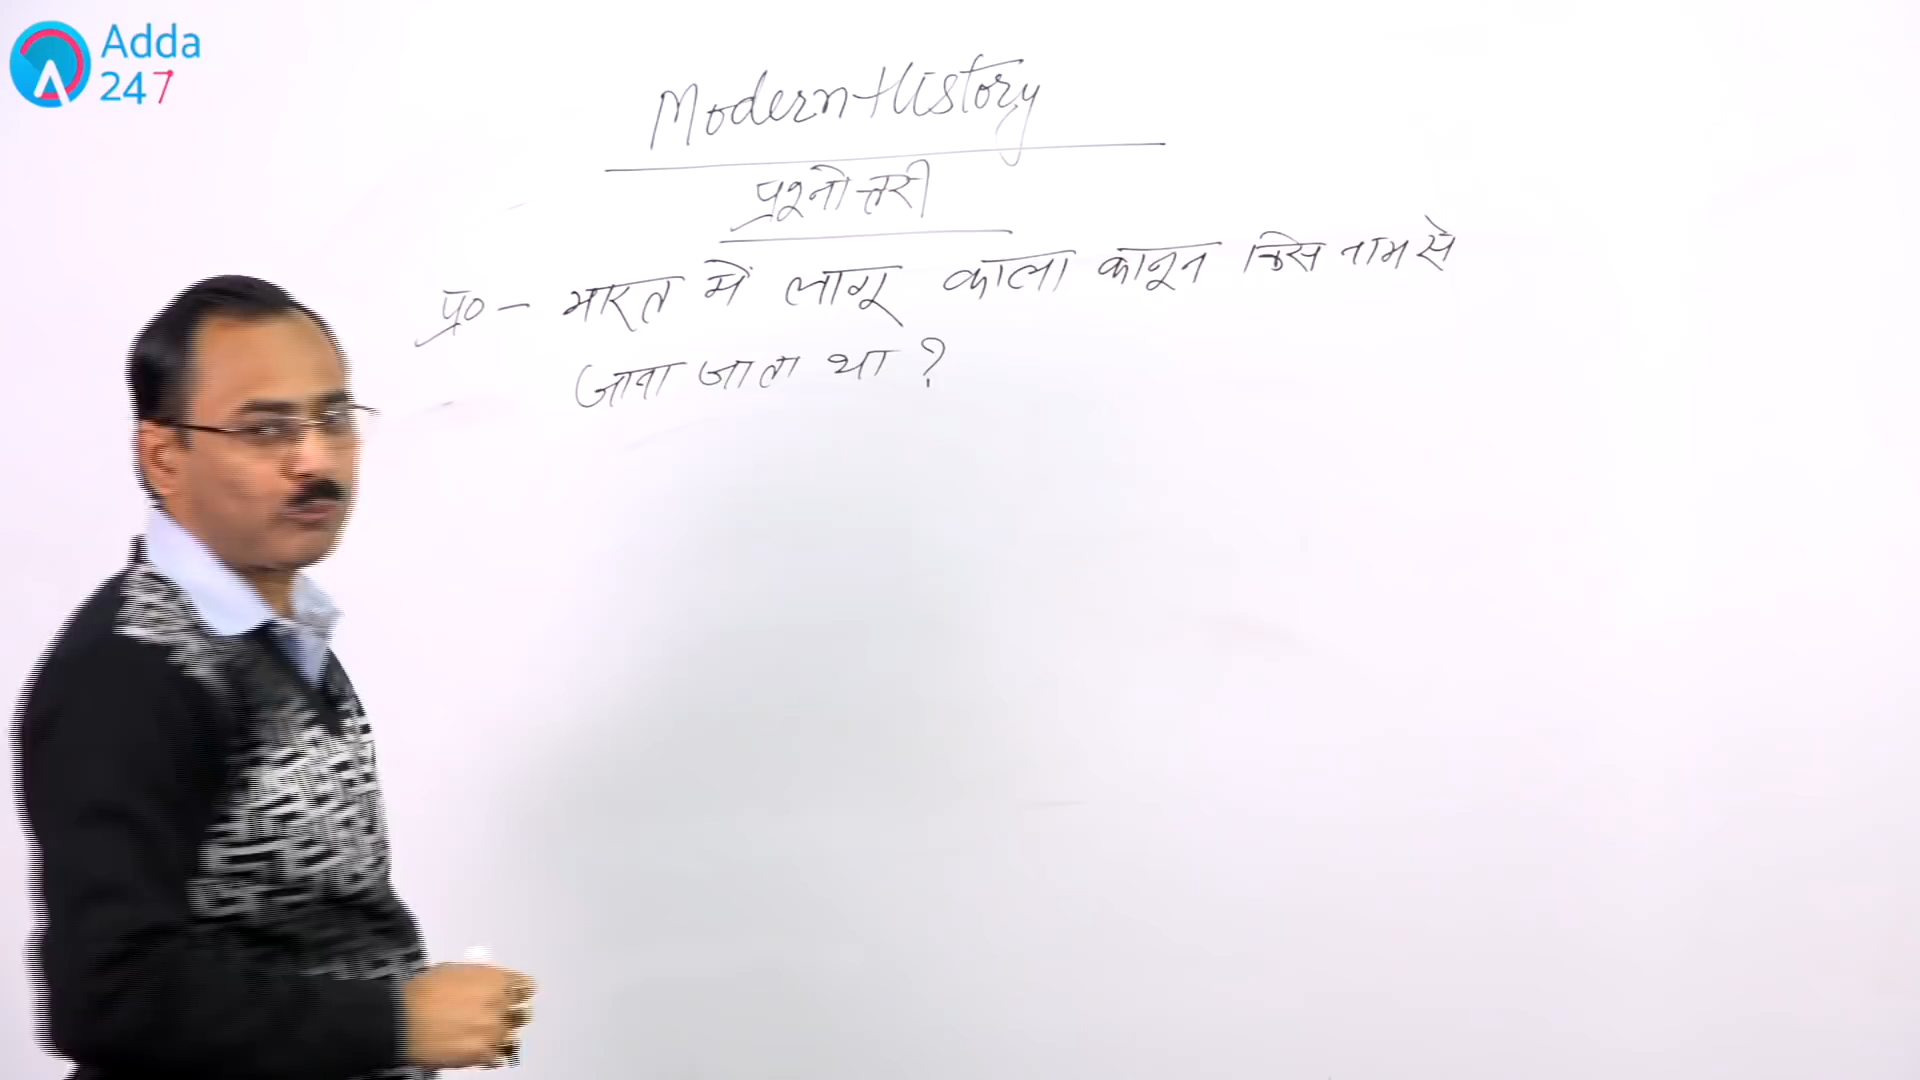 Adda
247
Modern History
प्रश्नोत्तरी
प्र० - भारत में लागू काला कानून किस नाम से
जाना जाता था ?